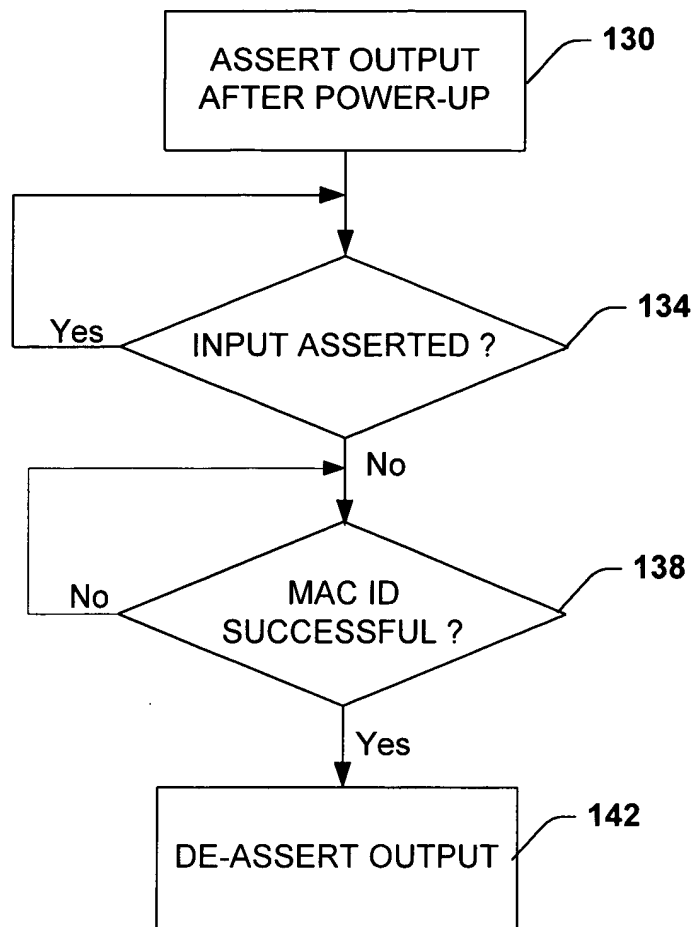 130
ASSERT OUTPUT
AFTER POWER-UP
134
Yes
INPUT ASSERTED ?
No
138
No
MAC ID
SUCCESSFUL ?
Yes
142
DE-ASSERT OUTPUT